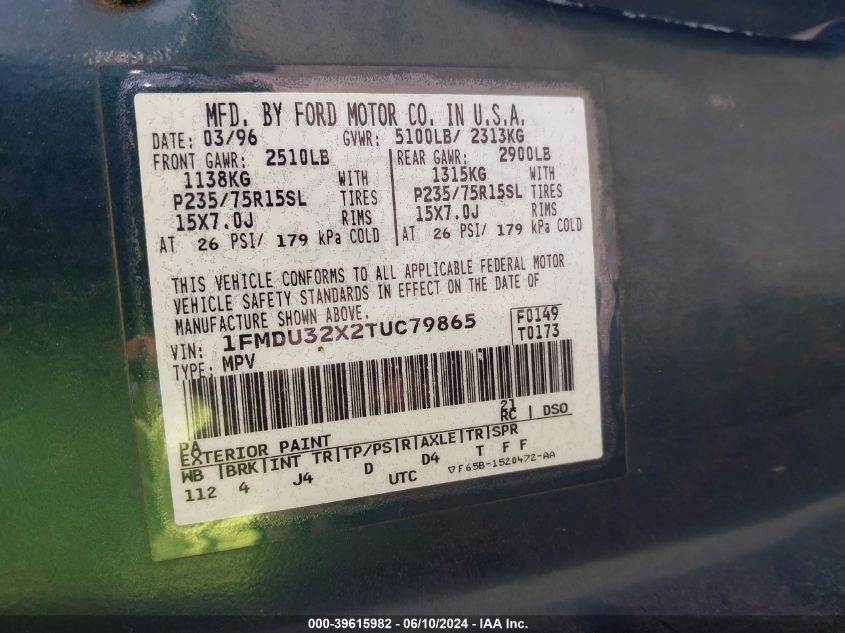 MFD. BY FORD MOTOR CO. IN U.S.A.
DATE: 03/96 GVWR: 5100LB/ 2313KG
FRONT GAWR: 2510LB REAR GAWR: 2900LB
1138KG WITH 1315KG WITH
P235/75R15SL TIRES P235/75R15SL TIRES
15X7.0J RIMS 15X7.0J RIMS
AT 26 PSI/ 179 kPa COLD AT 26 PSI/ 179 kPa COLD
THIS VEHICLE CONFORMS TO ALL APPLICABLE FEDERAL MOTOR
VEHICLE SAFETY STANDARDS IN EFFECT ON THE DATE OF
MANUFACTURE SHOWN ABOVE.
VIN: 1FMDU32X2TUC79865 F0149
TYPE: MPV T0173
21
RC | DSO
PA
EXTERIOR PAINT
WB |BRK|INT TR|TP/PS|R|AXLE|TR|SPR
112 4 J4 D D4 T F F
UTC ▽F65B-1520472-AA
000-39615982 - 06/10/2024 - IAA Inc.